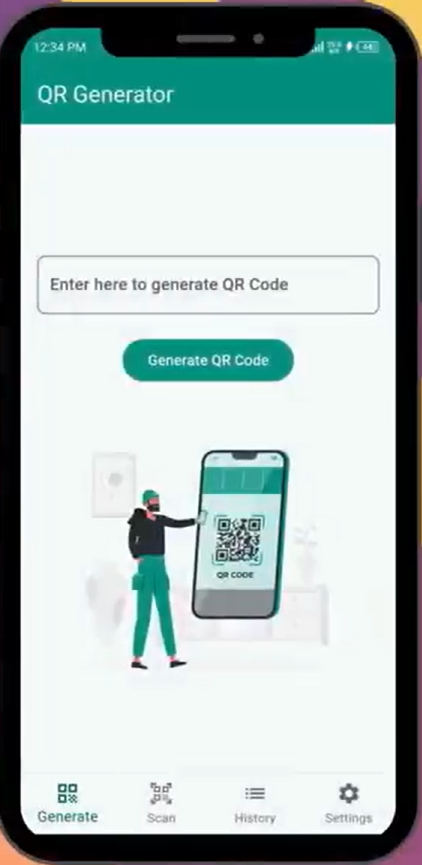 12:34 PM
QR Generator
Enter here to generate QR Code
Generate QR Code
QR CODE
Generate
Scan
History
Settings